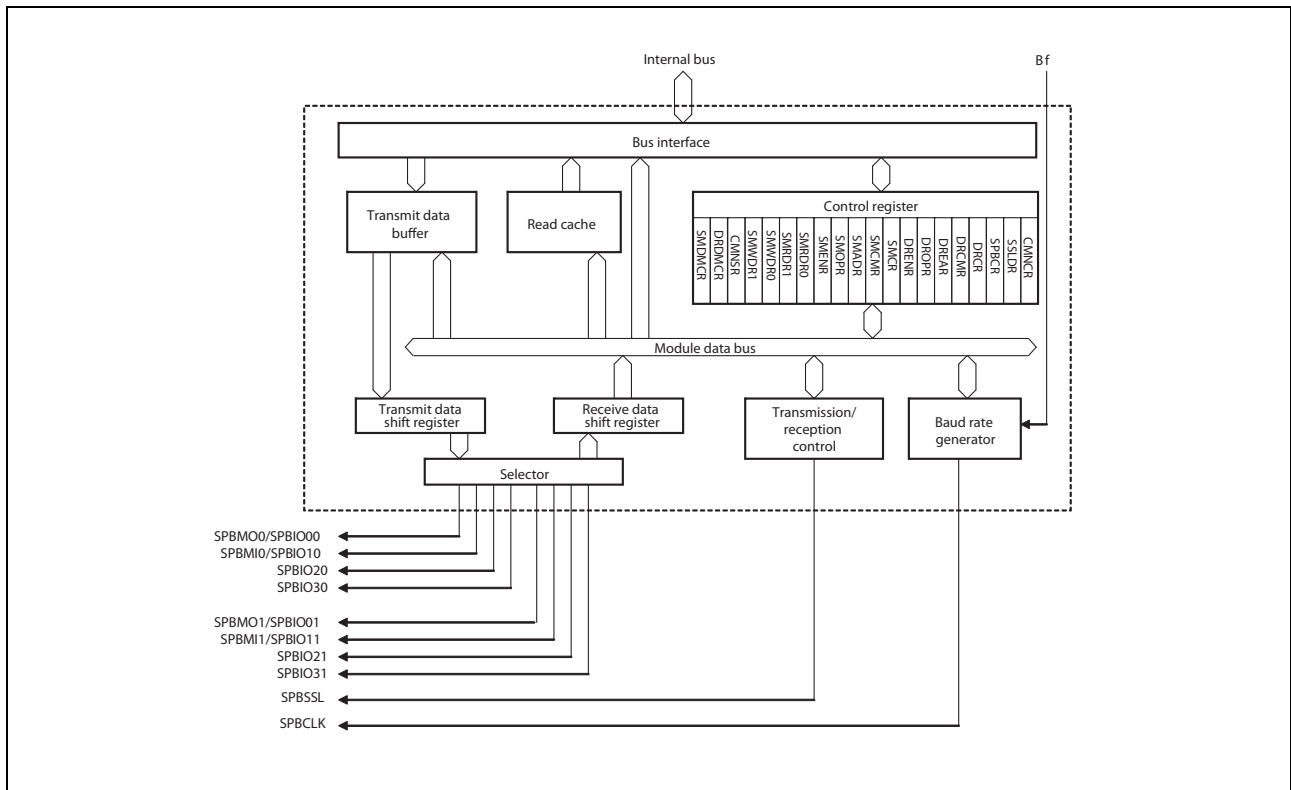 Internal bus
Bf
Bus interface
Transmit data
buffer
Read cache
Control register
SMDMCR
DRDMCR
CMNSR
SMWDR1
SMWDR0
SMRDR1
SMRDR0
SMENR
SMOPR
SMADR
SMCMR
SMCR
DRENR
DROPR
DREAR
DRCMR
DRCR
SPBCR
SSLDR
CMNCR
Module data bus
Transmit data
shift register
Receive data
shift register
Transmission/
reception
control
Baud rate
generator
Selector
SPBMO0/SPBIO00
SPBMI0/SPBIO10
SPBIO20
SPBIO30
SPBMO1/SPBIO01
SPBMI1/SPBIO11
SPBIO21
SPBIO31
SPBSSL
SPBCLK